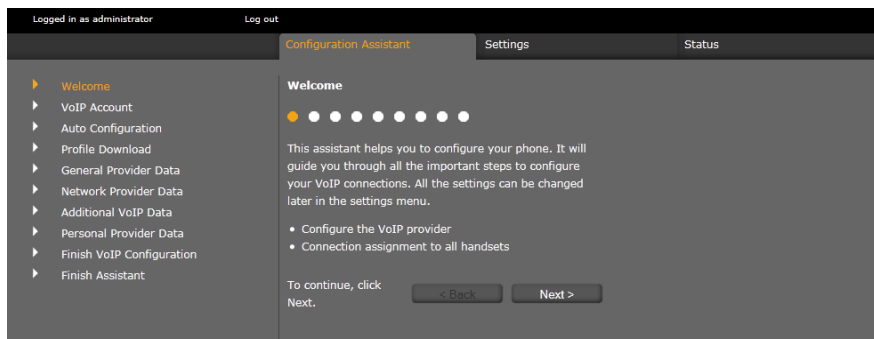 Logged in as administrator Log out
Configuration Assistant Settings Status
Welcome
VoIP Account
Auto Configuration
Profile Download
General Provider Data
Network Provider Data
Additional VoIP Data
Personal Provider Data
Finish VoIP Configuration
Finish Assistant
Welcome
This assistant helps you to configure your phone. It will
guide you through all the important steps to configure
your VoIP connections. All the settings can be changed
later in the settings menu.
• Configure the VoIP provider
• Connection assignment to all handsets
To continue, click
Next.
< Back Next >